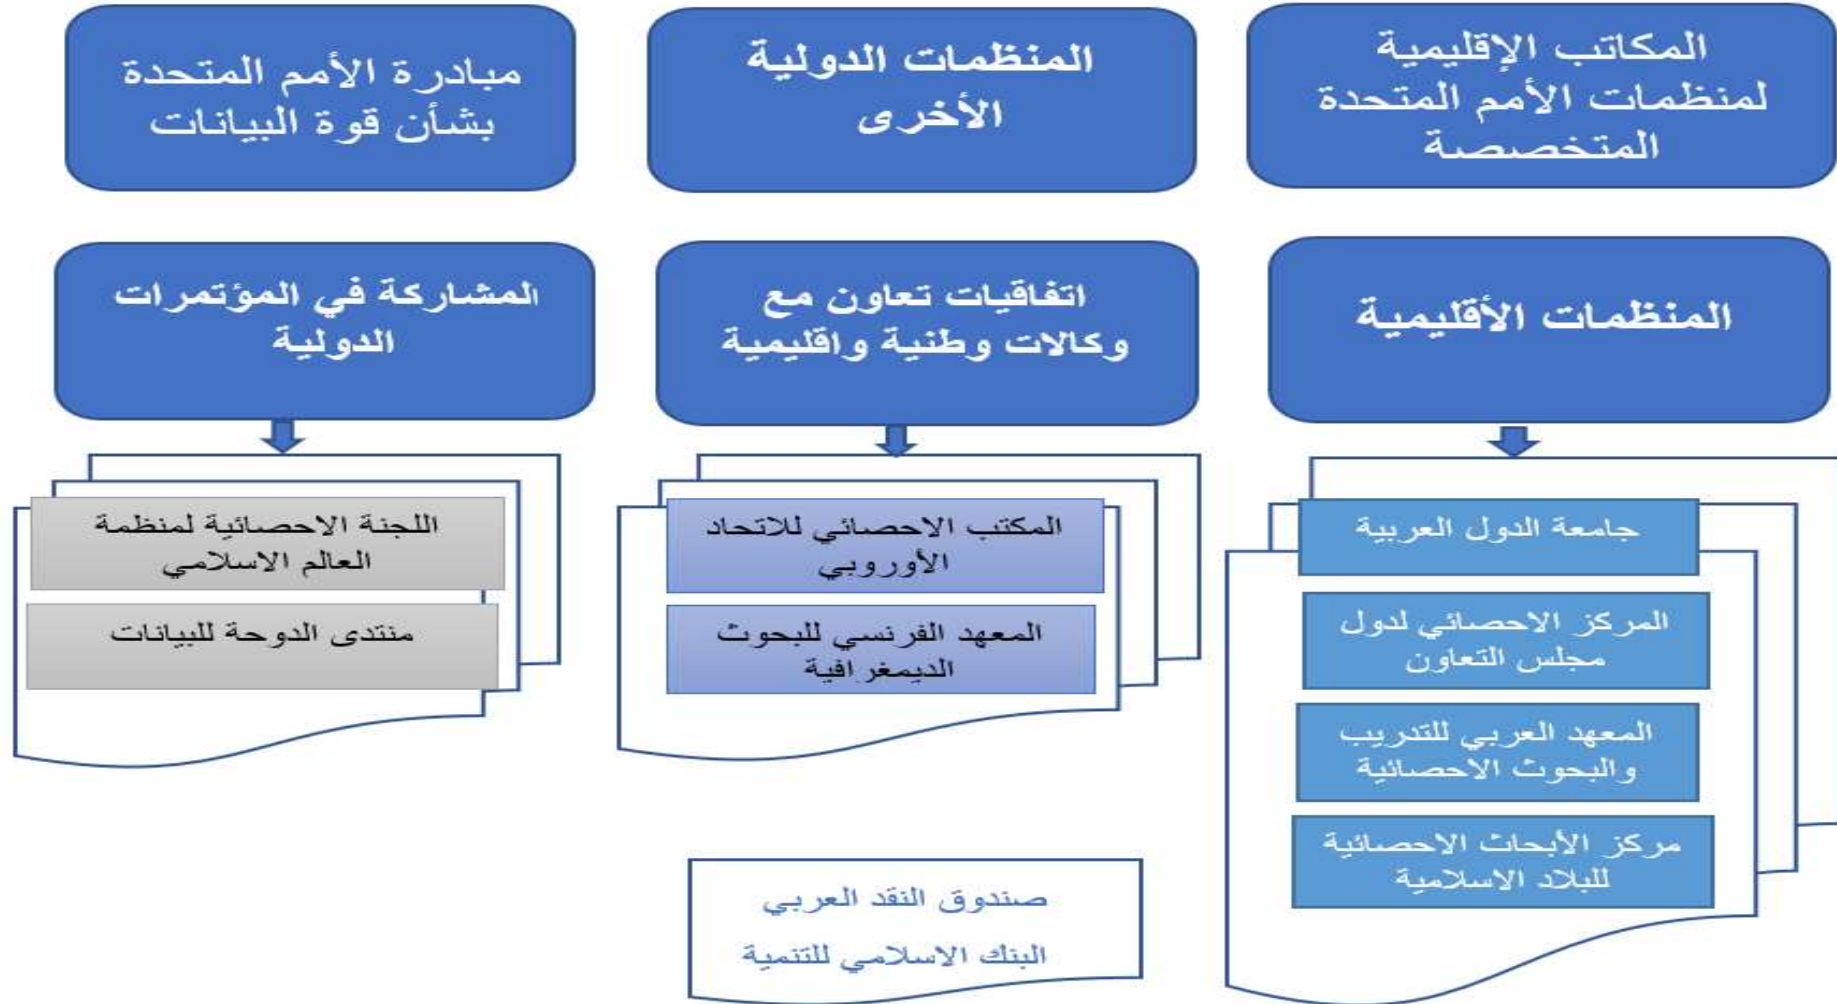 المكاتب الإقليمية
لمنظمات الأمم المتحدة
المتخصصة
المنظمات الدولية
الأخرى
مبادرة الأمم المتحدة
بشأن قوة البيانات
المنظمات الأقليمية
اتفاقيات تعاون مع
وكالات وطنية واقليمية
المشاركة في المؤتمرات
الدولية
جامعة الدول العربية
المركز الاحصائي لدول
مجلس التعاون
المعهد العربي للتدريب
والبحوث الاحصائية
مركز الأبحاث الاحصائية
للبلاد الاسلامية
المكتب الاحصائي للاتحاد
الأوروبي
المعهد الفرنسي للبحوث
الديمغرافية
اللجنة الاحصائية لمنظمة
العالم الاسلامي
منتدى الدوحة للبيانات
صندوق النقد العربي
البنك الاسلامي للتنمية